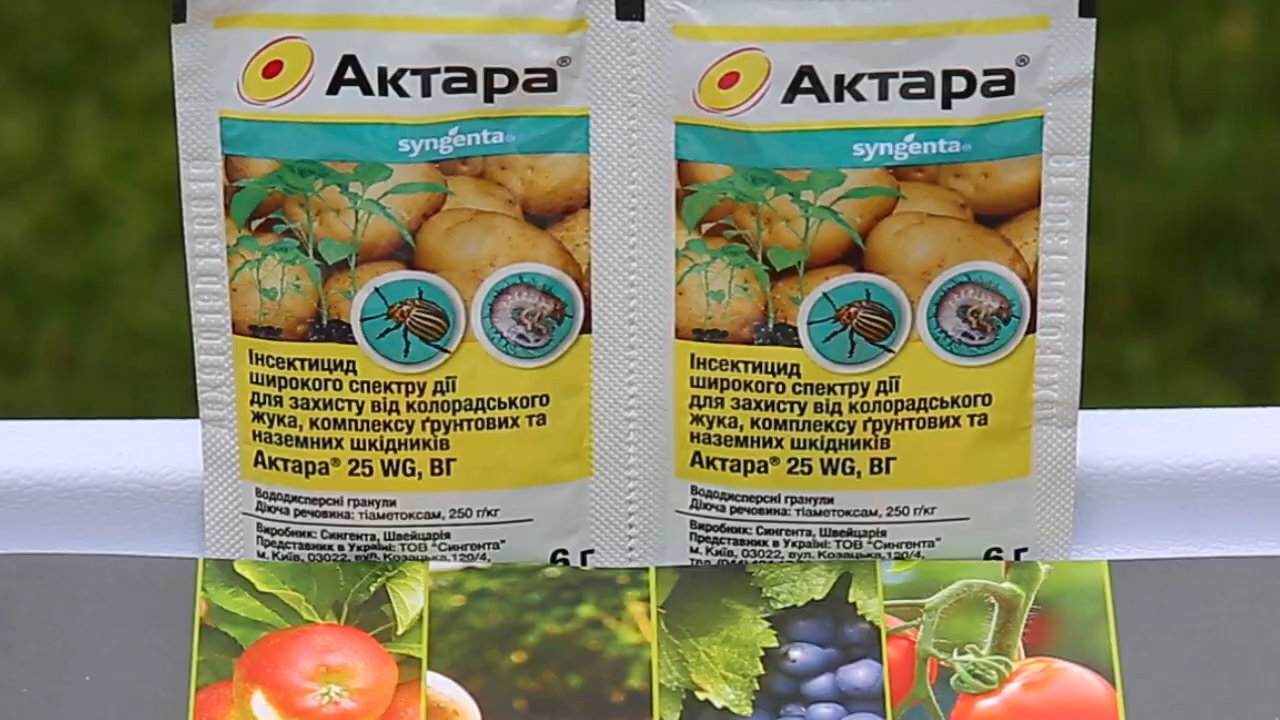 Актара®
syngenta
Інсектицид
широкого спектру дії
для захисту від колорадського
жука, комплексу ґрунтових та
наземних шкідників
Актара® 25 WG, ВГ
Вододисперсні гранули
Діюча речовина: тіаметоксам, 250 г/кг
Виробник: Сингента, Швейцарія
Представник в Україні: ТОВ "Сингента"
м. Київ, 03022, вул. Козацька, 120/4,
6 г
Актара®
syngenta
Інсектицид
широкого спектру дії
для захисту від колорадського
жука, комплексу ґрунтових та
наземних шкідників
Актара® 25 WG, ВГ
Вододисперсні гранули
Діюча речовина: тіаметоксам, 250 г/кг
Виробник: Сингента, Швейцарія
Представник в Україні: ТОВ "Сингента"
м. Київ, 03022, вул. Козацька, 120/4,
6 г